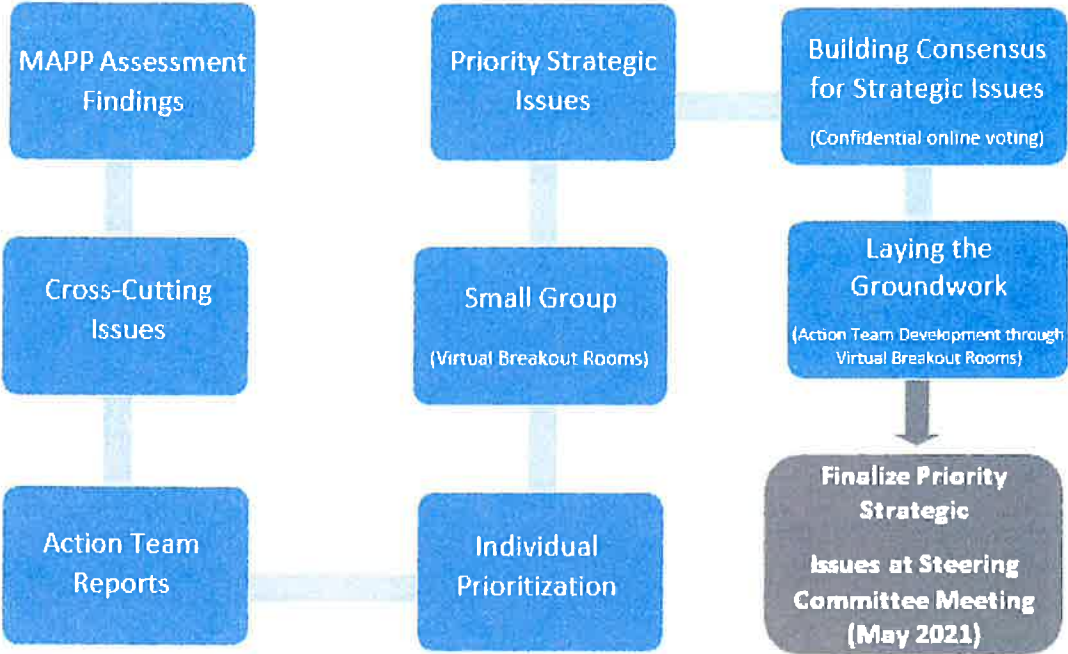 MAPP Assessment
Findings
Cross-Cutting
Issues
Action Team
Reports
Individual
Prioritization
Small Group
(Virtual Breakout Rooms)
Priority Strategic
Issues
Building Consensus
for Strategic Issues
(Confidential online voting)
Laying the
Groundwork
(Action Team Development through
Virtual Breakout Rooms)
Finalize Priority
Strategic
Issues at Steering
Committee Meeting
(May 2021)